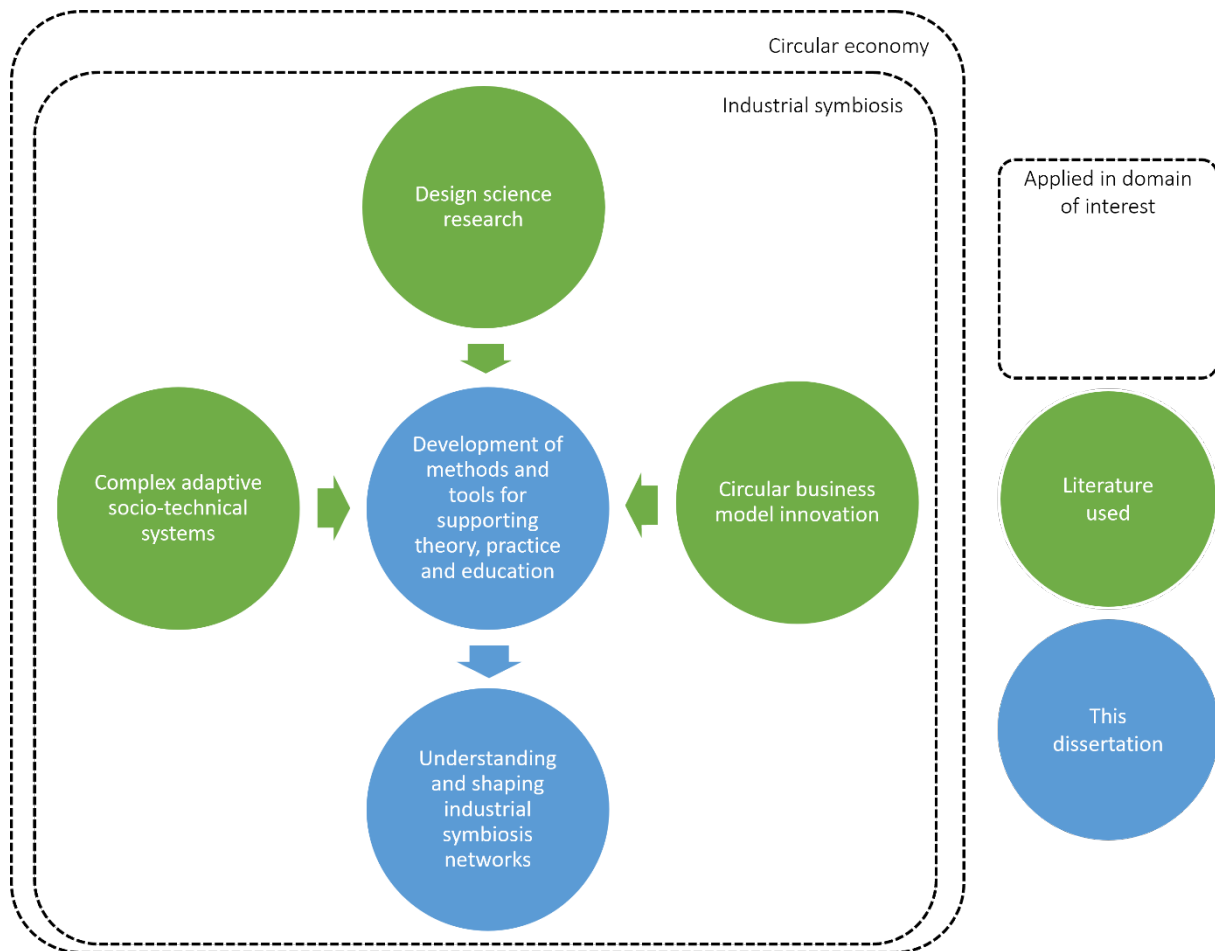 Circular economy
Industrial symbiosis
Design science
research
Complex adaptive
socio-technical
systems
Development of
methods and
tools for
supporting
theory, practice
and education
Circular business
model innovation
Understanding
and shaping
industrial
symbiosis
networks
Applied in domain
of interest
Literature
used
This
dissertation